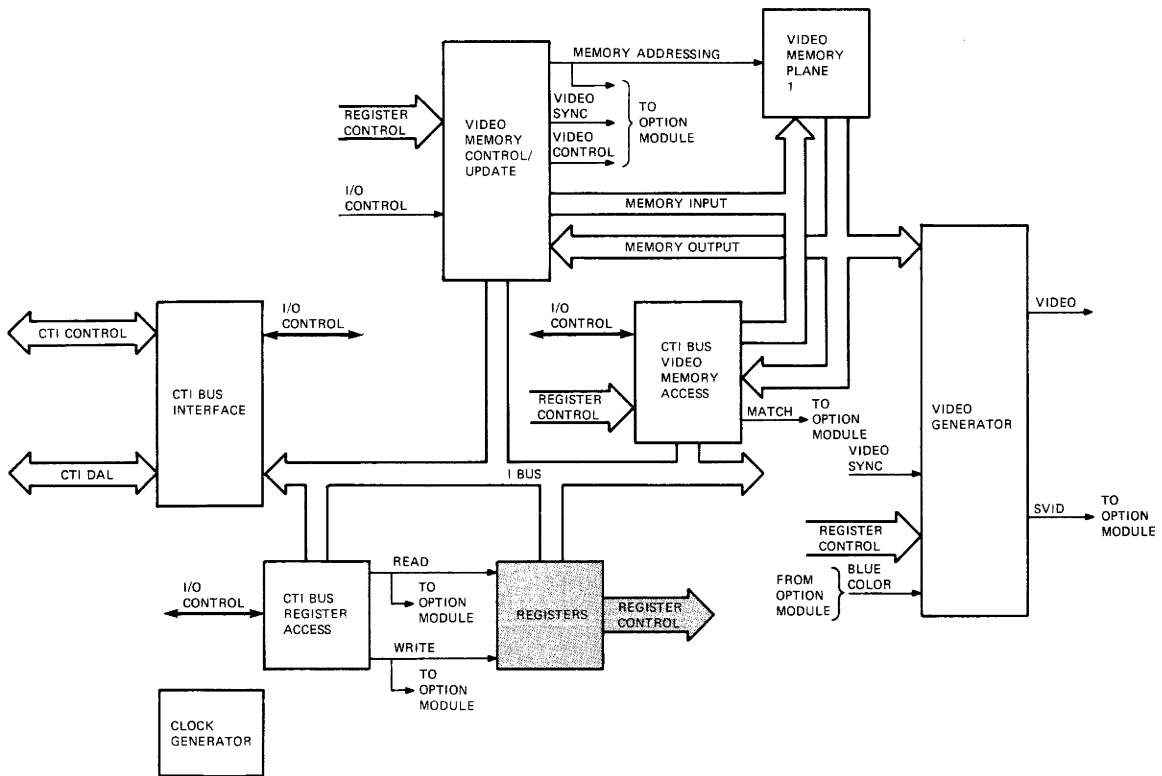 VIDEO
MEMORY
PLANE
1
MEMORY ADDRESSING
VIDEO
SYNC
VIDEO
CONTROL
TO
OPTION
MODULE
REGISTER
CONTROL
VIDEO
MEMORY
CONTROL/
UPDATE
I/O
CONTROL
MEMORY INPUT
MEMORY OUTPUT
CTI CONTROL
I/O
CONTROL
CTI BUS
INTERFACE
CTI DAL
I/O
CONTROL
CTI BUS
VIDEO
MEMORY
ACCESS
REGISTER
CONTROL
MATCH
TO
OPTION
MODULE
I BUS
VIDEO
GENERATOR
VIDEO
VIDEO
SYNC
SVID
TO
OPTION
MODULE
REGISTER
CONTROL
FROM
OPTION
MODULE
BLUE
COLOR
I/O
CONTROL
CTI BUS
REGISTER
ACCESS
READ
TO
OPTION
MODULE
WRITE
TO
OPTION
MODULE
REGISTERS
REGISTER
CONTROL
CLOCK
GENERATOR